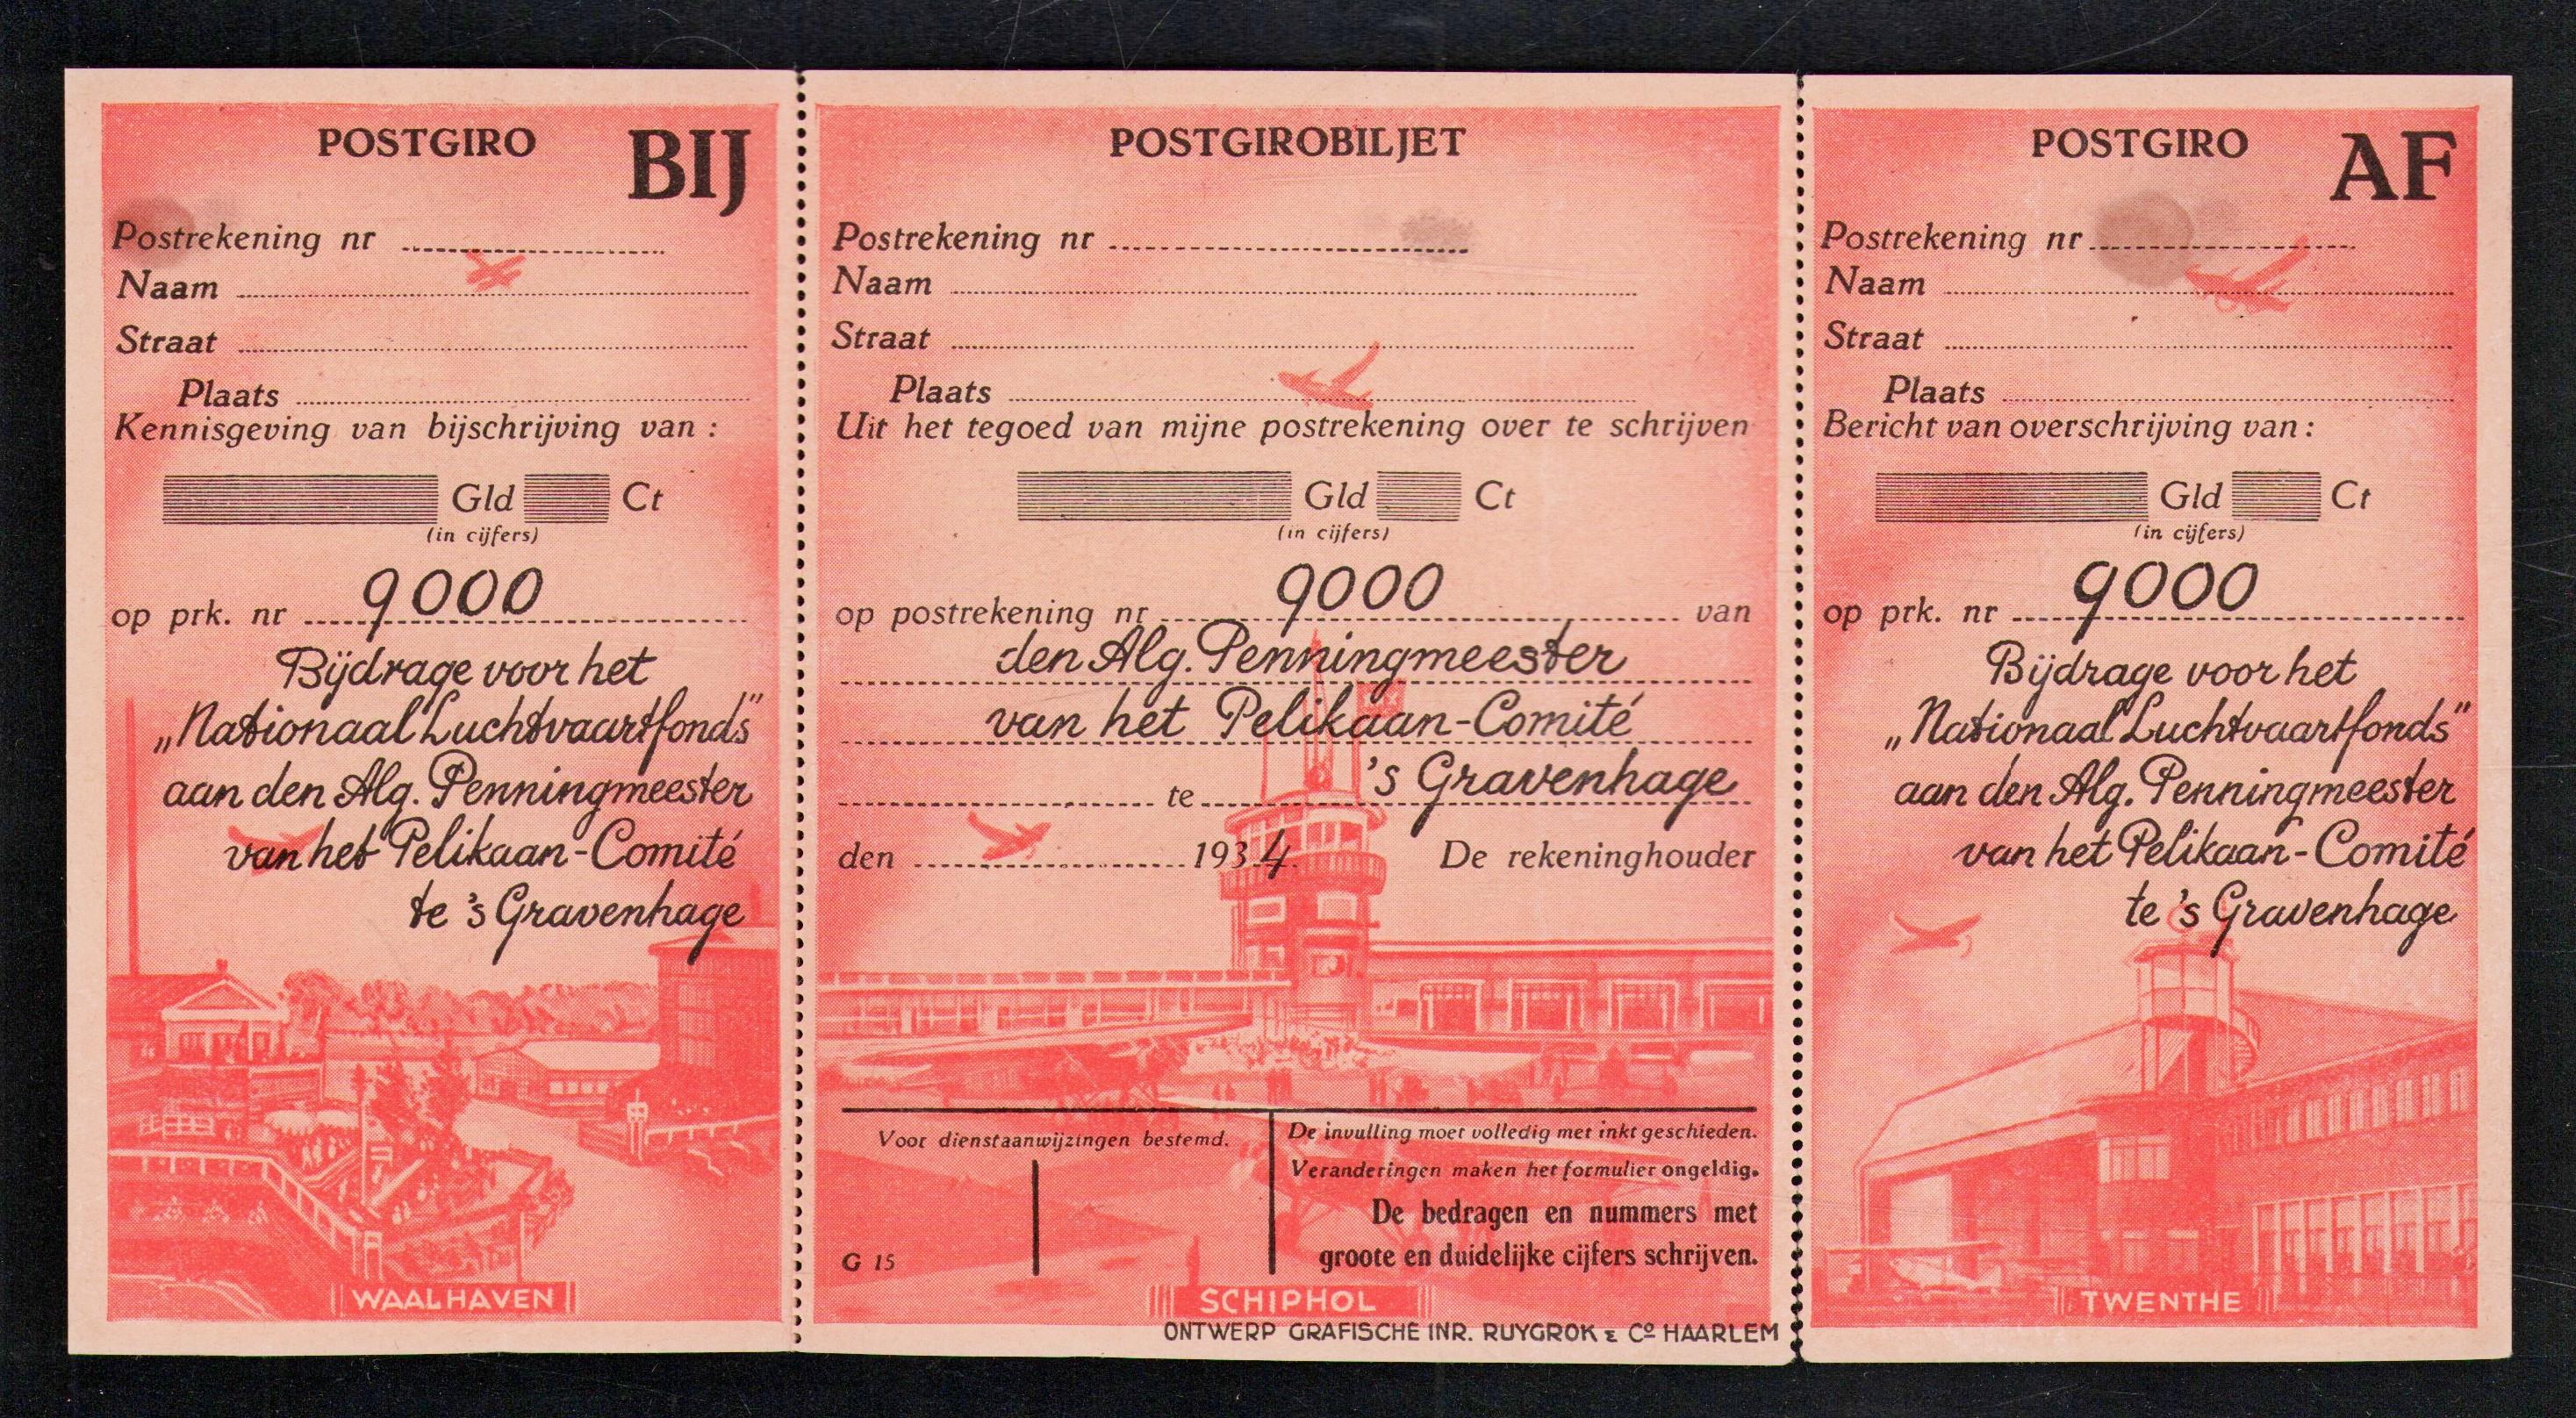 POSTGIRO BIJ
Postrekening nr
Naam
Straat
Plaats
Kennisgeving van bijschrijving van :
Gld Ct
(in cijfers)
op prk. nr 9000
Bijdrage voor het
„Nationaal Luchtvaartfonds”
aan den Alg. Penningmeester
van het Pelikaan-Comité
te 's Gravenhage
WAALHAVEN
POSTGIROBILJET
Postrekening nr
Naam
Straat
Plaats
Uit het tegoed van mijne postrekening over te schrijven
Gld Ct
(in cijfers)
op postrekening nr 9000 van
den Alg. Penningmeester
van het Pelikaan-Comité
te 's Gravenhage
den 1934 De rekeninghouder
Voor dienstaanwijzingen bestemd.
De invulling moet volledig met inkt geschieden.
Veranderingen maken het formulier ongeldig.
De bedragen en nummers met
groote en duidelijke cijfers schrijven.
G 15
SCHIPHOL
ONTWERP GRAFISCHE INR. RUYGROK & Co HAARLEM
POSTGIRO AF
Postrekening nr
Naam
Straat
Plaats
Bericht van overschrijving van :
Gld Ct
(in cijfers)
op prk. nr 9000
Bijdrage voor het
„Nationaal Luchtvaartfonds”
aan den Alg. Penningmeester
van het Pelikaan-Comité
te 's Gravenhage
TWENTHE